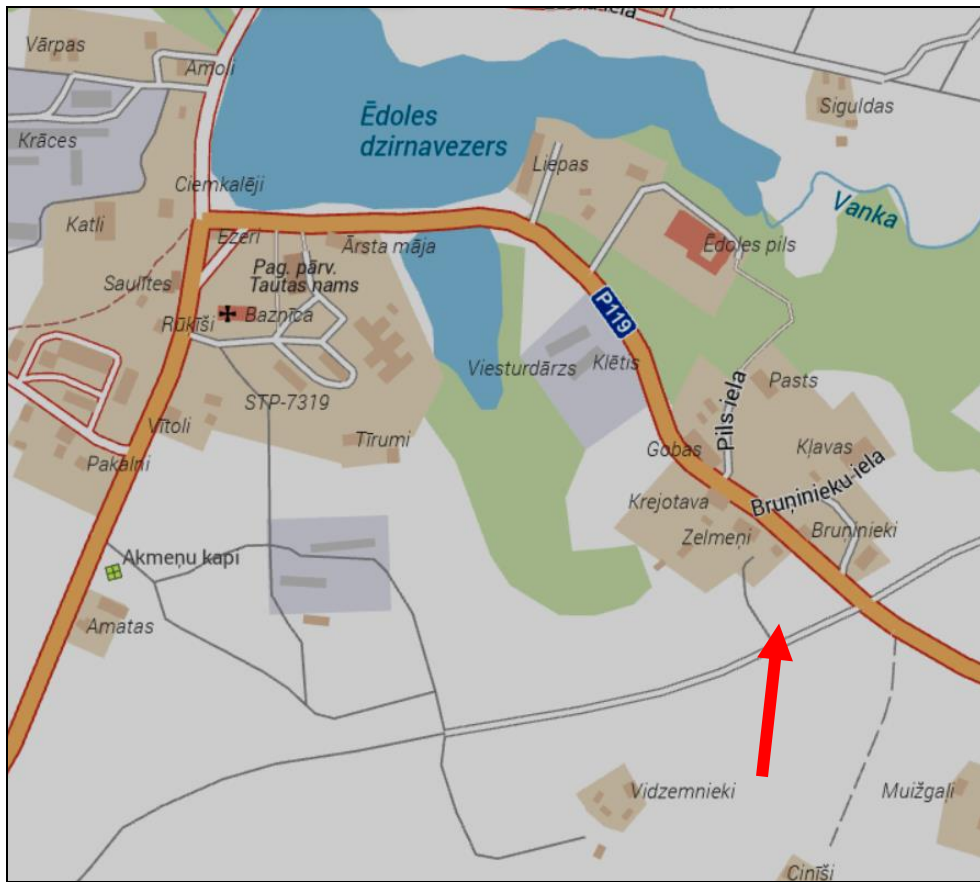 Vārpas
Amoļi
Krāces
Ēdoles
dzirnavezers
Siguldas
Liepas
Vanka
Ciemkalēji
Katli
Ezeri
Ārsta māja
Ēdoles pils
Saulītes
Pag. pārv.
Tautas nams
Rūķīši
Baznīca
P119
Viesturdārzs
Klētis
Pasts
STP-7319
Vītoli
Tīrumi
Pils iela
Gobas
Kļavas
Pakalni
Krejotava
Bruņinieku iela
Zelmeņi
Bruņinieki
Akmeņu kapi
Amatas
Vidzemnieki
Muižgaļi
Cinīši